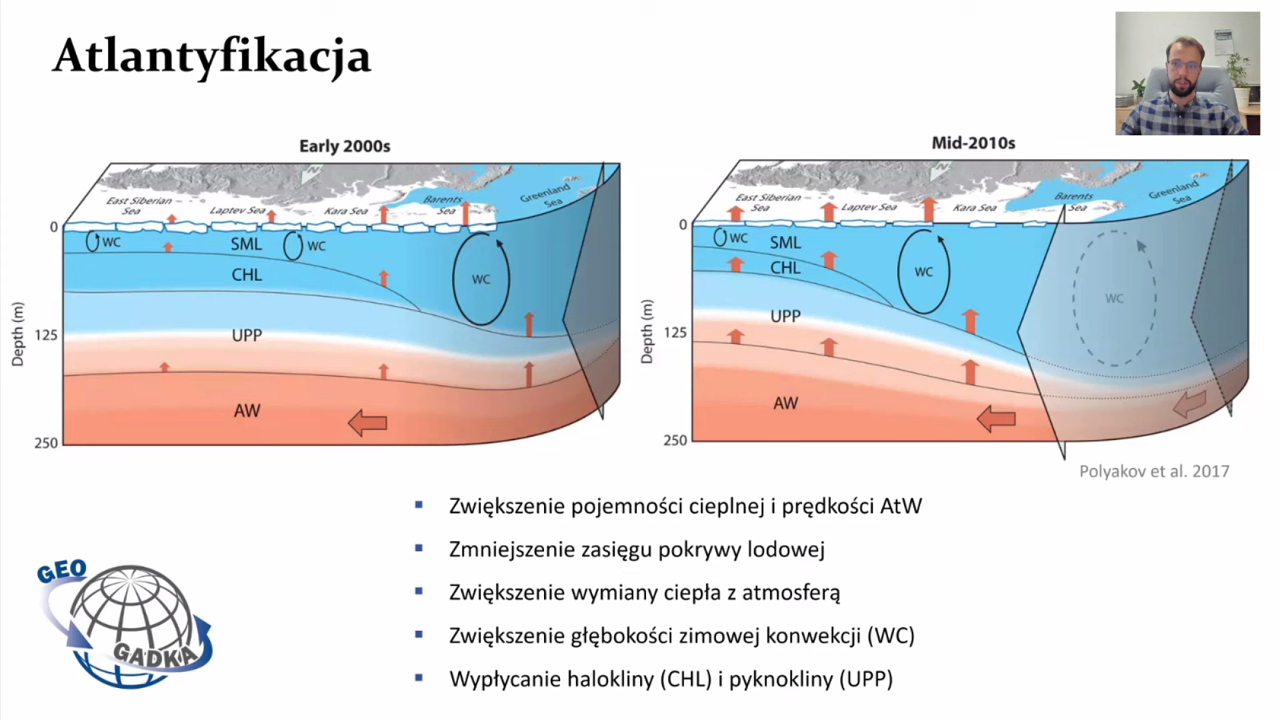 Atlantyfikacja
Early 2000s
East Siberian
Sea
Laptev Sea
Kara Sea
Barents
Sea
Greenland
Sea
N
0
125
250
Depth (m)
WC
SML
WC
CHL
WC
UPP
AW
Mid-2010s
East Siberian
Sea
Laptev Sea
Kara Sea
Barents
Sea
Greenland
Sea
N
0
125
250
Depth (m)
WC
SML
CHL
WC
WC
UPP
AW
Polyakov et al. 2017
▪ Zwiększenie pojemności cieplnej i prędkości AtW
▪ Zmniejszenie zasięgu pokrywy lodowej
▪ Zwiększenie wymiany ciepła z atmosferą
▪ Zwiększenie głębokości zimowej konwekcji (WC)
▪ Wypłycanie halokliny (CHL) i pyknokliny (UPP)
GEO
GADKA